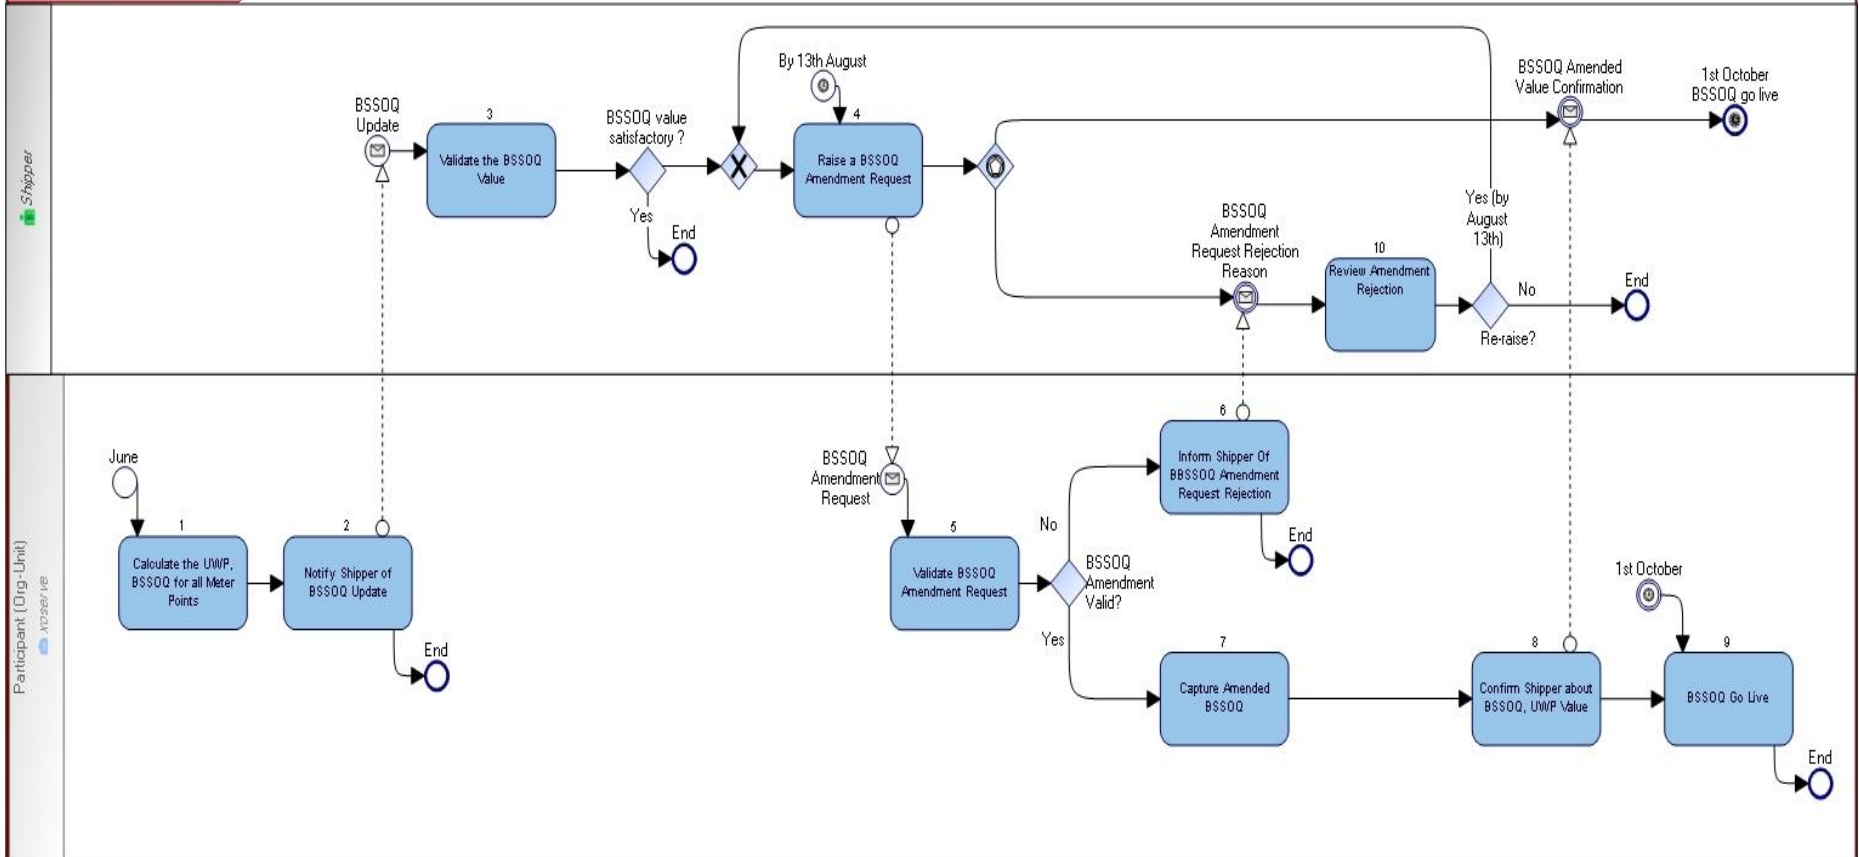 Shipper
BSSOQ
Update
3
Validate the BSSOQ
Value
BSSOQ value
satisfactory ?
Yes
End
By 13th August
4
Raise a BSSOQ
Amendment Request
BSSOQ
Amendment
Request Rejection
Reason
10
Review Amendment
Rejection
Yes (by
August
13th)
Re-raise?
No
End
BSSOQ Amended
Value Confirmation
1st October
BSSOQ go live
Participant (Org-Unit)
xoserve
June
1
Calculate the UWP,
BSSOQ for all Meter
Points
2
Notify Shipper of
BSSOQ Update
End
BSSOQ
Amendment
Request
5
Validate BSSOQ
Amendment Request
BSSOQ
Amendment
Valid?
No
Yes
6
Inform Shipper Of
BBSSOQ Amendment
Request Rejection
End
7
Capture Amended
BSSOQ
8
Confirm Shipper about
BSSOQ, UWP Value
1st October
9
BSSOQ Go Live
End